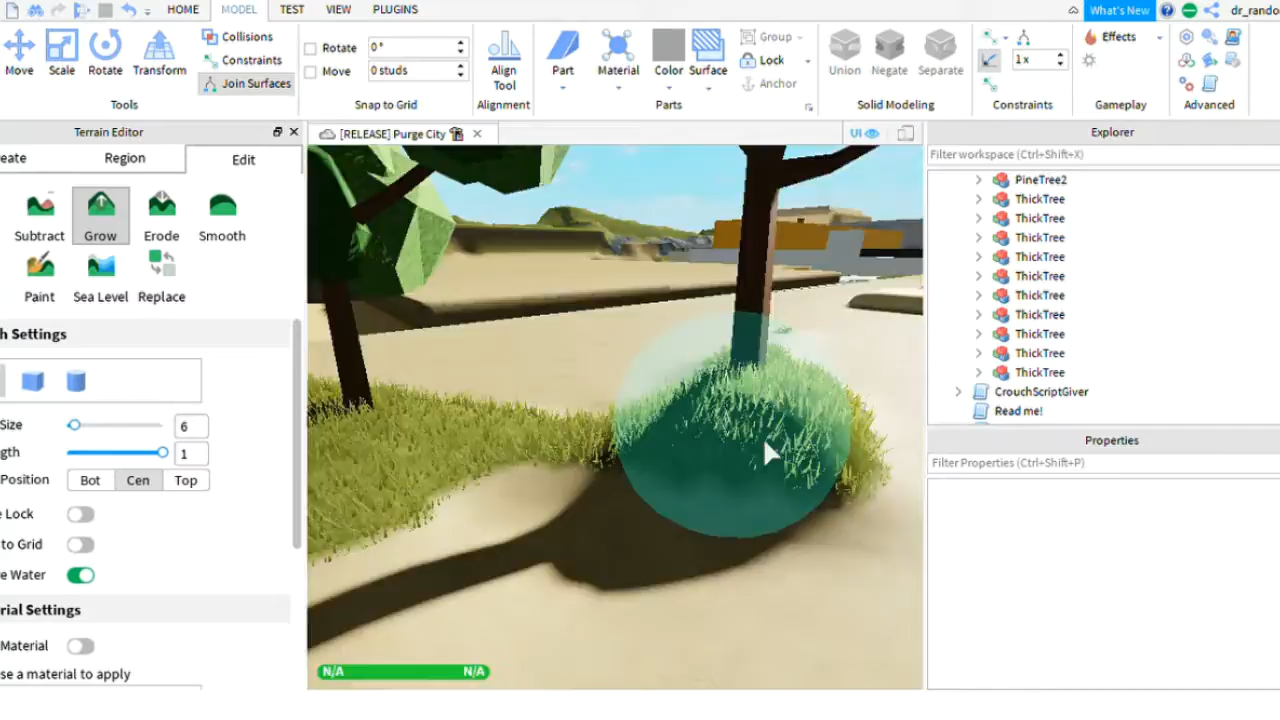 HOME MODEL TEST VIEW PLUGINS What's New dr_rando
Move Scale Rotate Transform
Collisions
Constraints
Join Surfaces
Tools
Rotate 0°
Move 0 studs
Snap to Grid
Align
Tool
Alignment
Part Material Color Surface
Group
Lock
Anchor
Parts
Union Negate Separate
Solid Modeling
1x
Constraints
Effects
Gameplay
Advanced
Terrain Editor
eate Region Edit
Subtract Grow Erode Smooth
Paint Sea Level Replace
h Settings
Size 6
gth 1
Position Bot Cen Top
e Lock
to Grid
e Water
rial Settings
Material
se a material to apply
[RELEASE] Purge City
UI
N/A N/A
Explorer
Filter workspace (Ctrl+Shift+X)
PineTree2
ThickTree
ThickTree
ThickTree
ThickTree
ThickTree
ThickTree
ThickTree
ThickTree
ThickTree
ThickTree
CrouchScriptGiver
Read me!
Properties
Filter Properties (Ctrl+Shift+P)